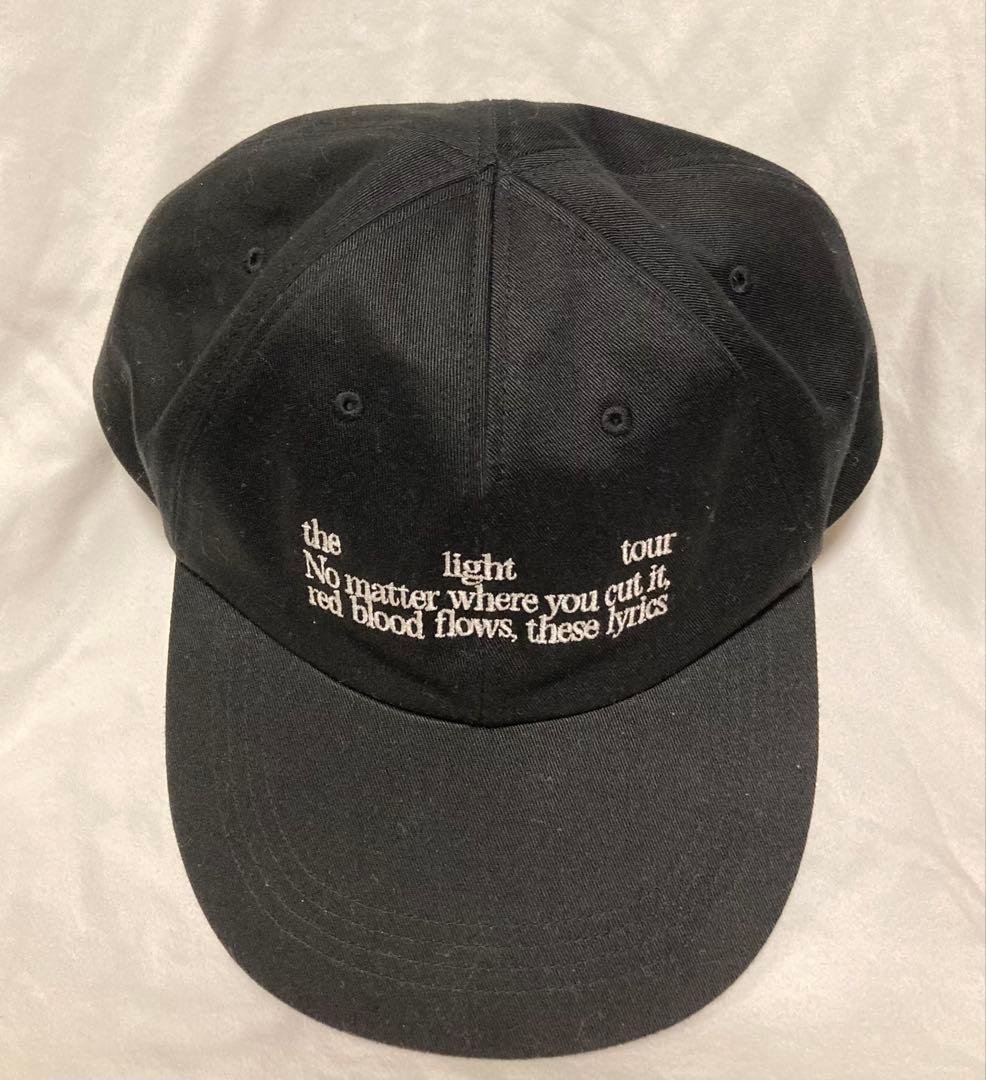 the light tour
No matter where you cut it,
red blood flows, these lyrics